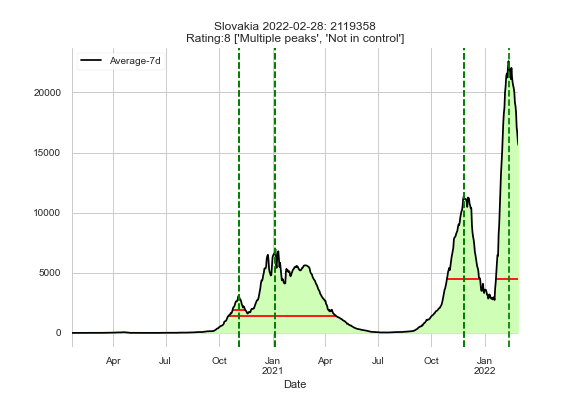 Slovakia 2022-02-28: 2119358
Rating:8 ['Multiple peaks', 'Not in control']
Average-7d
20000
15000
10000
5000
0
Apr Jul Oct Jan Apr Jul Oct Jan
2021 2022
Date